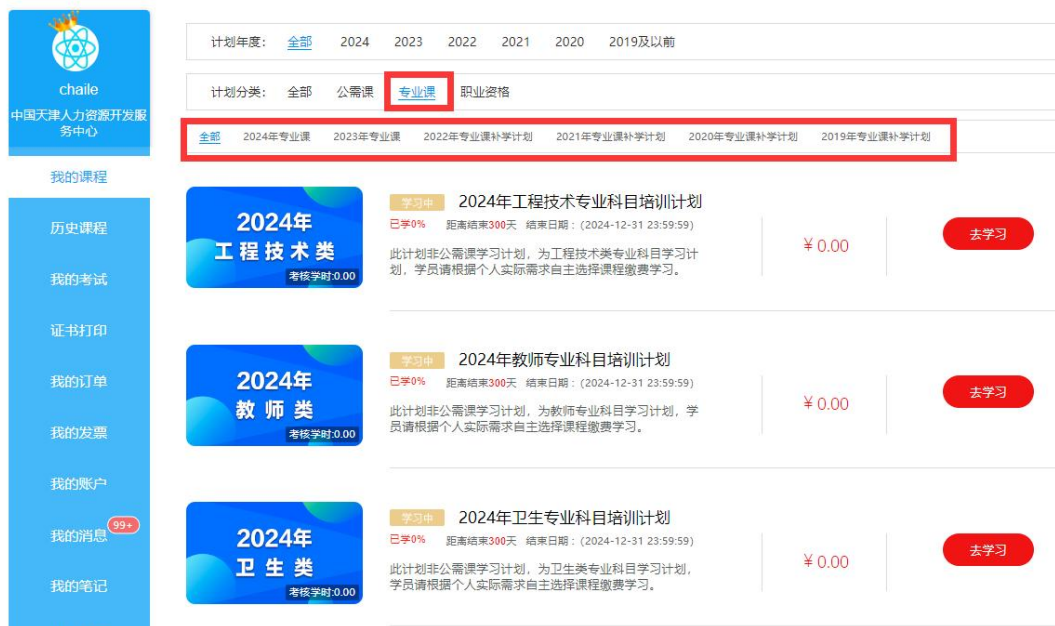 chaile
中国天津人力资源开发服
务中心
我的课程
历史课程
我的考试
证书打印
我的订单
我的发票
我的账户
我的消息 99+
我的笔记
计划年度： 全部 2024 2023 2022 2021 2020 2019及以前
计划分类： 全部 公需课 专业课 职业资格
全部 2024年专业课 2023年专业课 2022年专业课补学计划 2021年专业课补学计划 2020年专业课补学计划 2019年专业课补学计划
2024年
工程技术类
考核学时:0.00
学习中 2024年工程技术专业科目培训计划
已学0% 距离结束300天 结束日期：(2024-12-31 23:59:59)
此计划非公需课学习计划，为工程技术类专业科目学习计
划，学员请根据个人实际需求自主选择课程缴费学习。
¥ 0.00
去学习
2024年
教师类
考核学时:0.00
学习中 2024年教师专业科目培训计划
已学0% 距离结束300天 结束日期：(2024-12-31 23:59:59)
此计划非公需课学习计划，为教师专业科目学习计划，学
员请根据个人实际需求自主选择课程缴费学习。
¥ 0.00
去学习
2024年
卫生类
考核学时:0.00
学习中 2024年卫生专业科目培训计划
已学0% 距离结束300天 结束日期：(2024-12-31 23:59:59)
此计划非公需课学习计划，为卫生类专业科目学习计划，
学员请根据个人实际需求自主选择课程缴费学习。
¥ 0.00
去学习